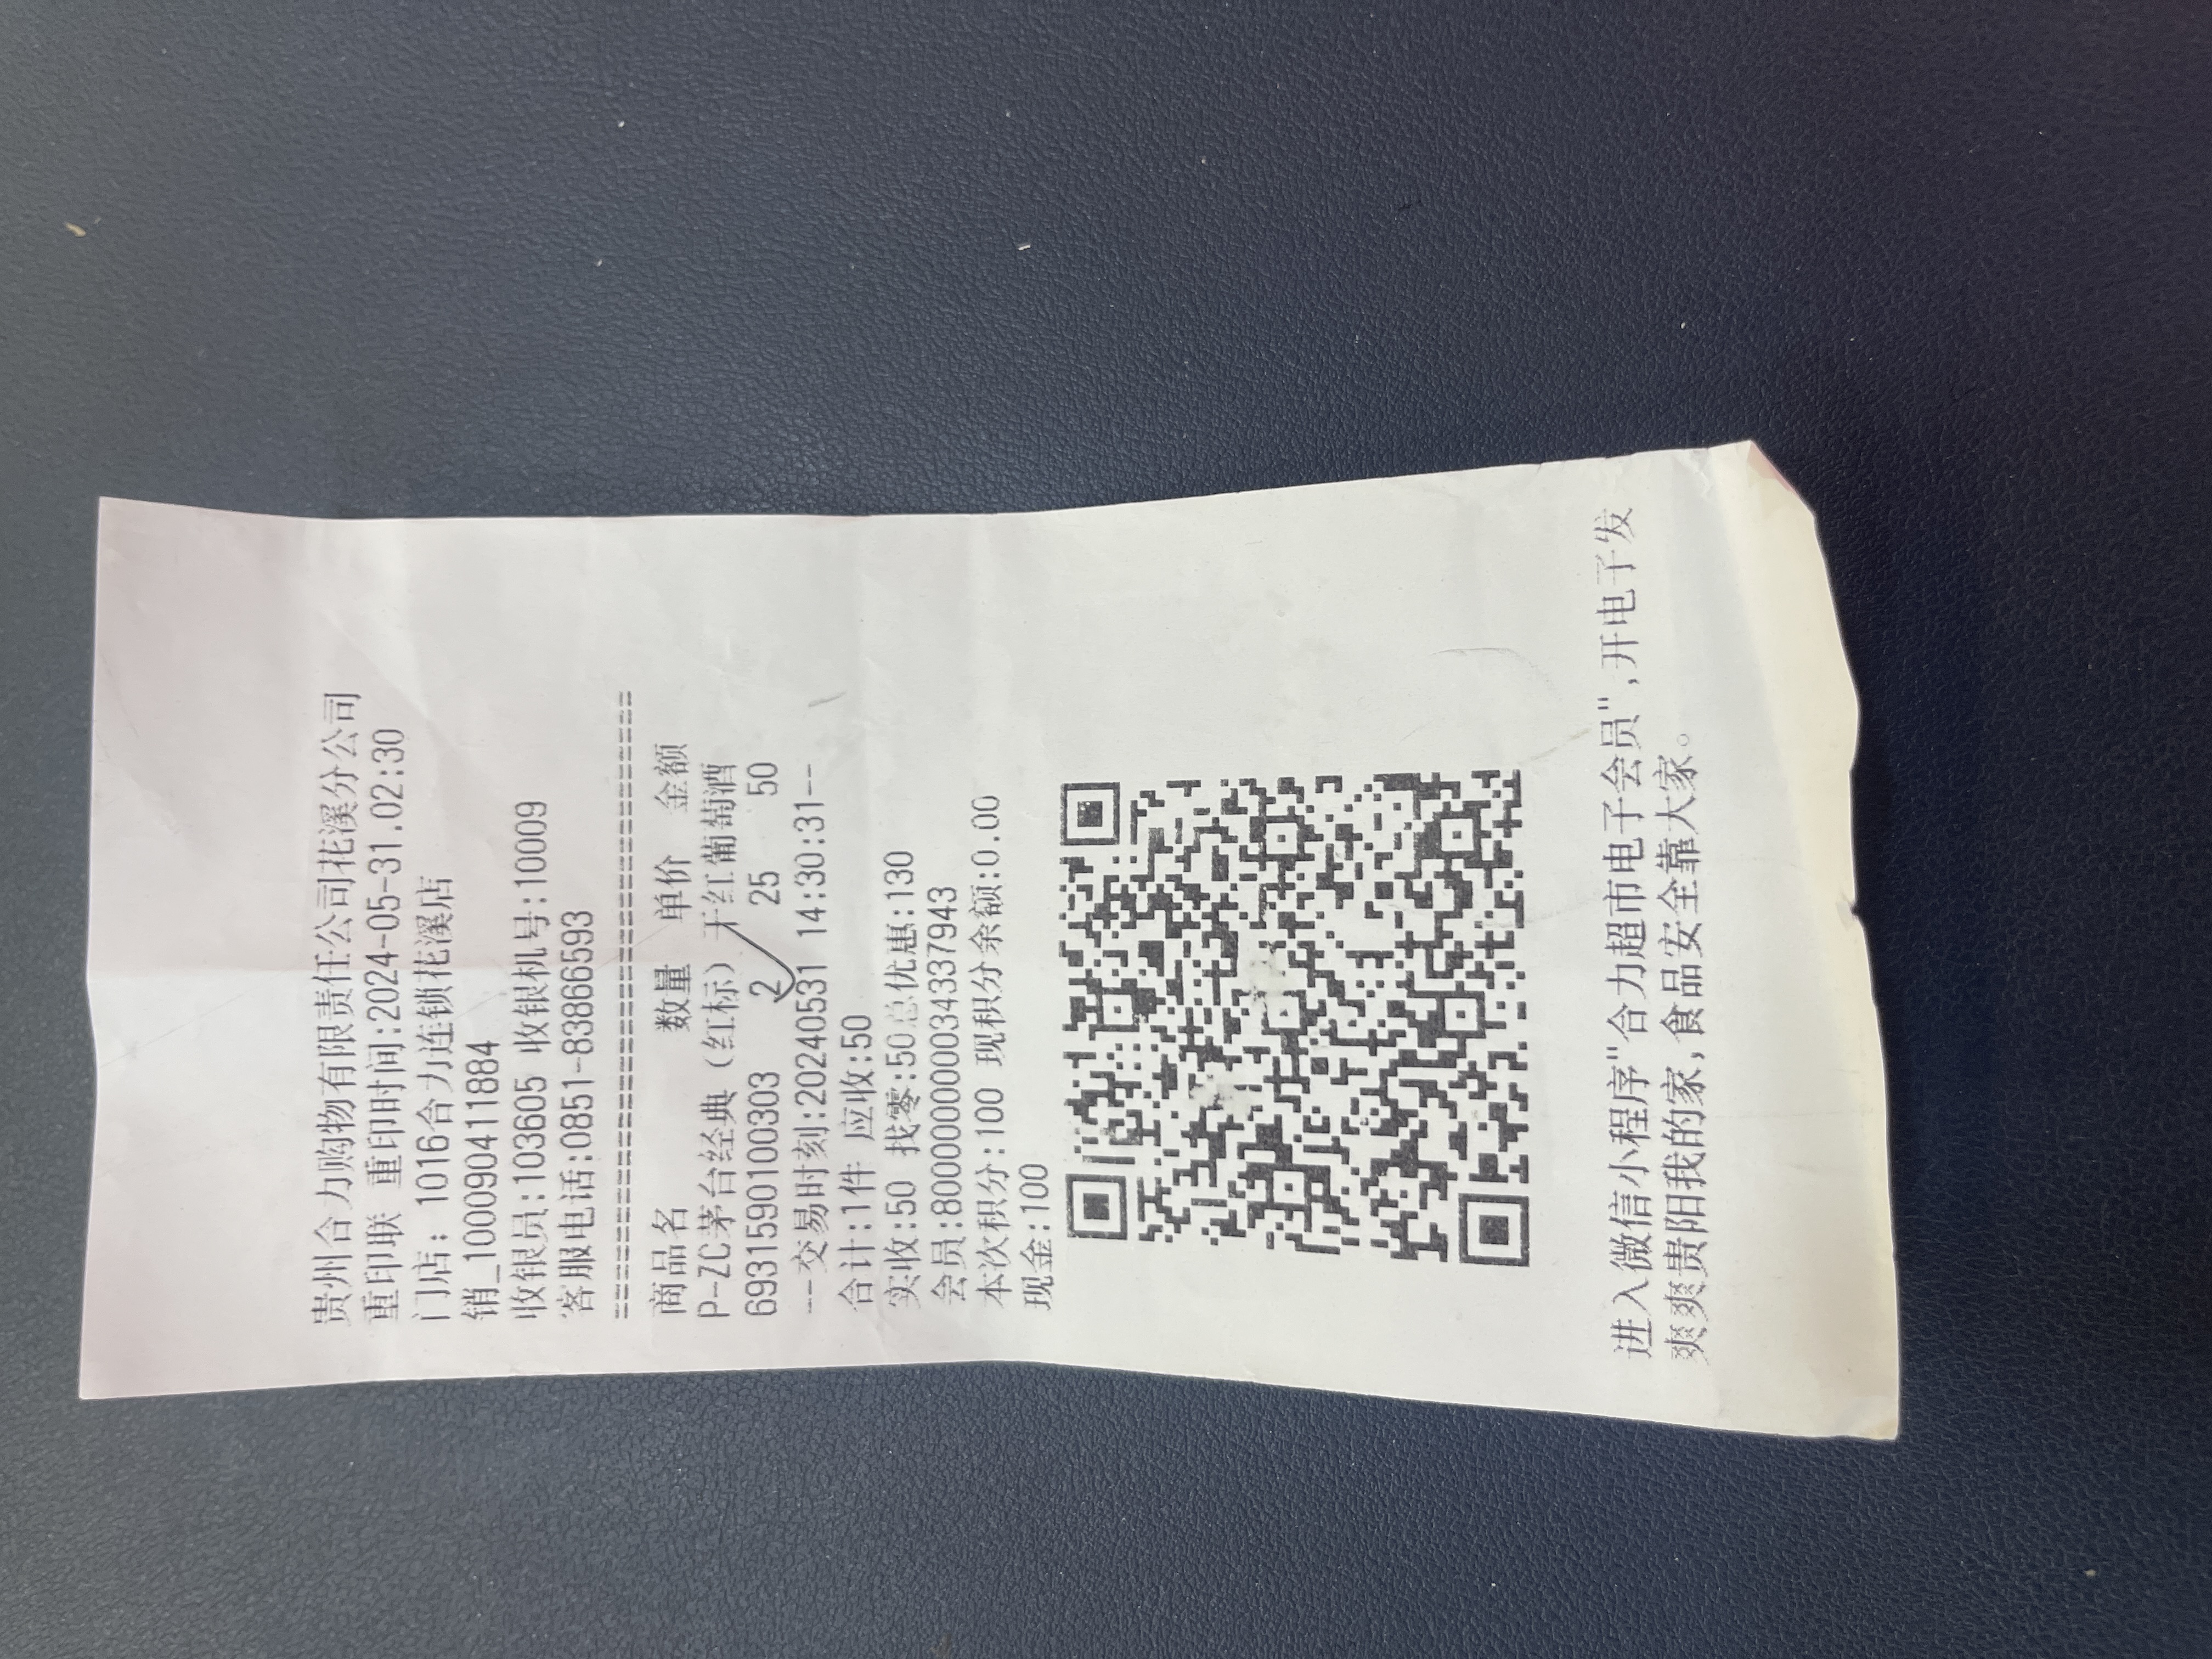 贵州合力购物有限责任公司花溪分公司
重印联 重印时间:2024-05-31.02:30
门店: 1016合力连锁花溪店
销_1000904118​84
收银员:103605 收银机号:10009
客服电话:0851-83866593
商品名 数量 单价 金额
P-ZC茅台经典（红标）干红葡萄酒
6931590100303 2 25 50
--交易时刻:20240531 14:30:31--
合计:1件 应收:50
实收:50 找零:50总优惠:130
会员:8000000003433​7943
本次积分:100 现积分余额:0.00
现金:100
进入微信小程序"合力超市电子会员",开电子发
爽爽贵阳我的家,食品安全靠大家。